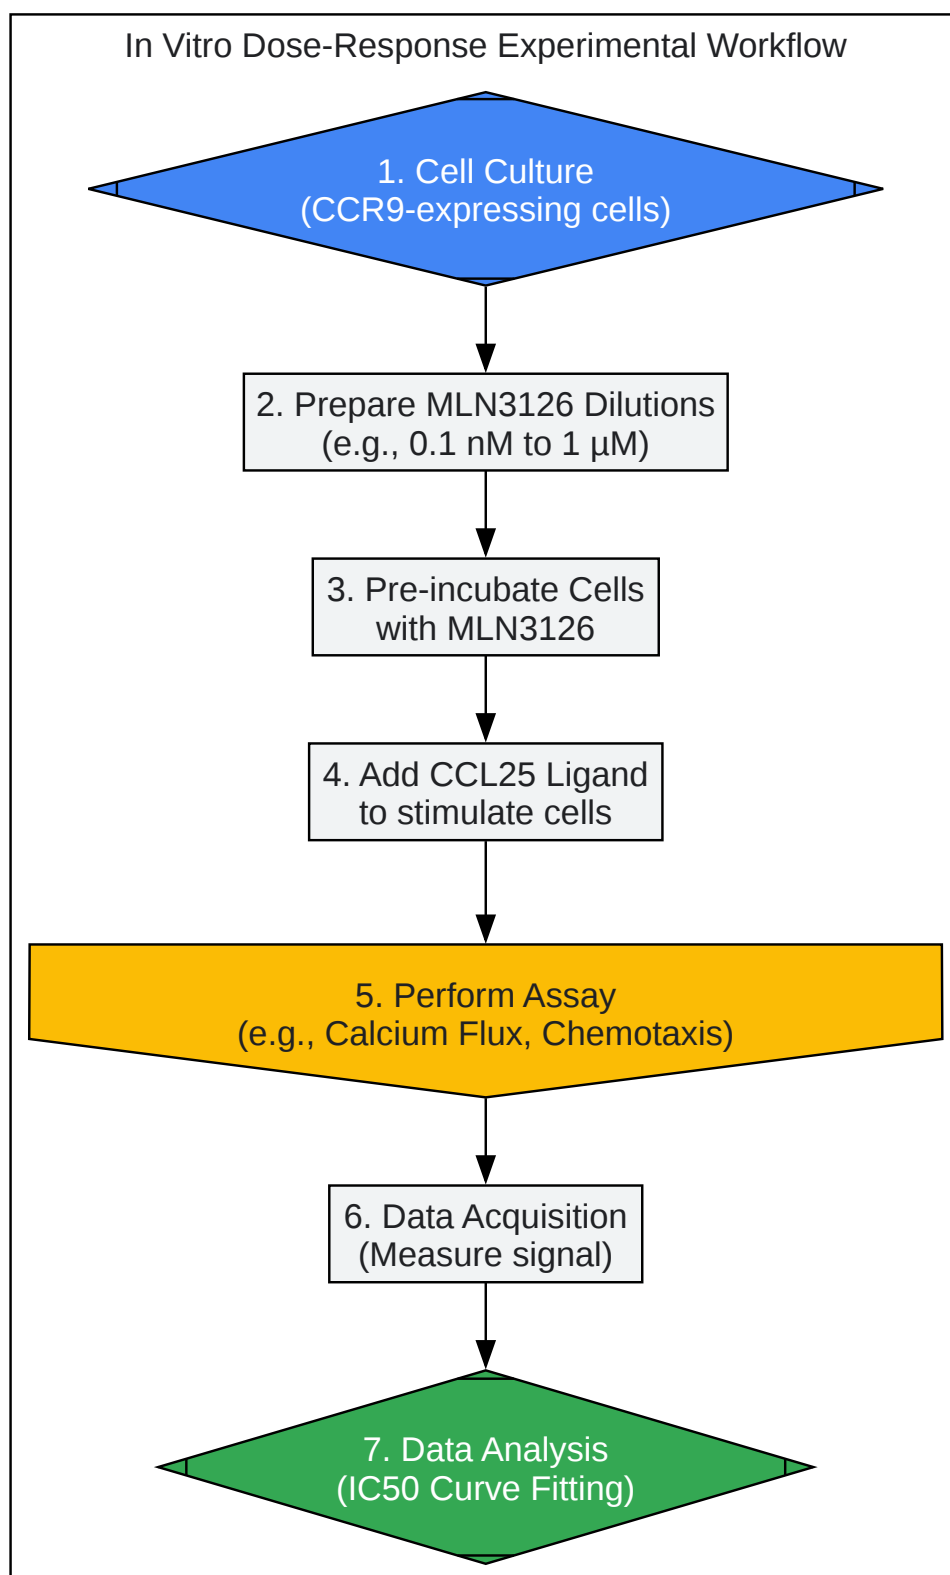 In Vitro Dose-Response Experimental Workflow
1. Cell Culture
(CCR9-expressing cells)
2. Prepare MLN3126 Dilutions
(e.g., 0.1 nM to 1 µM)
3. Pre-incubate Cells
with MLN3126
4. Add CCL25 Ligand
to stimulate cells
5. Perform Assay
(e.g., Calcium Flux, Chemotaxis)
6. Data Acquisition
(Measure signal)
7. Data Analysis
(IC50 Curve Fitting)